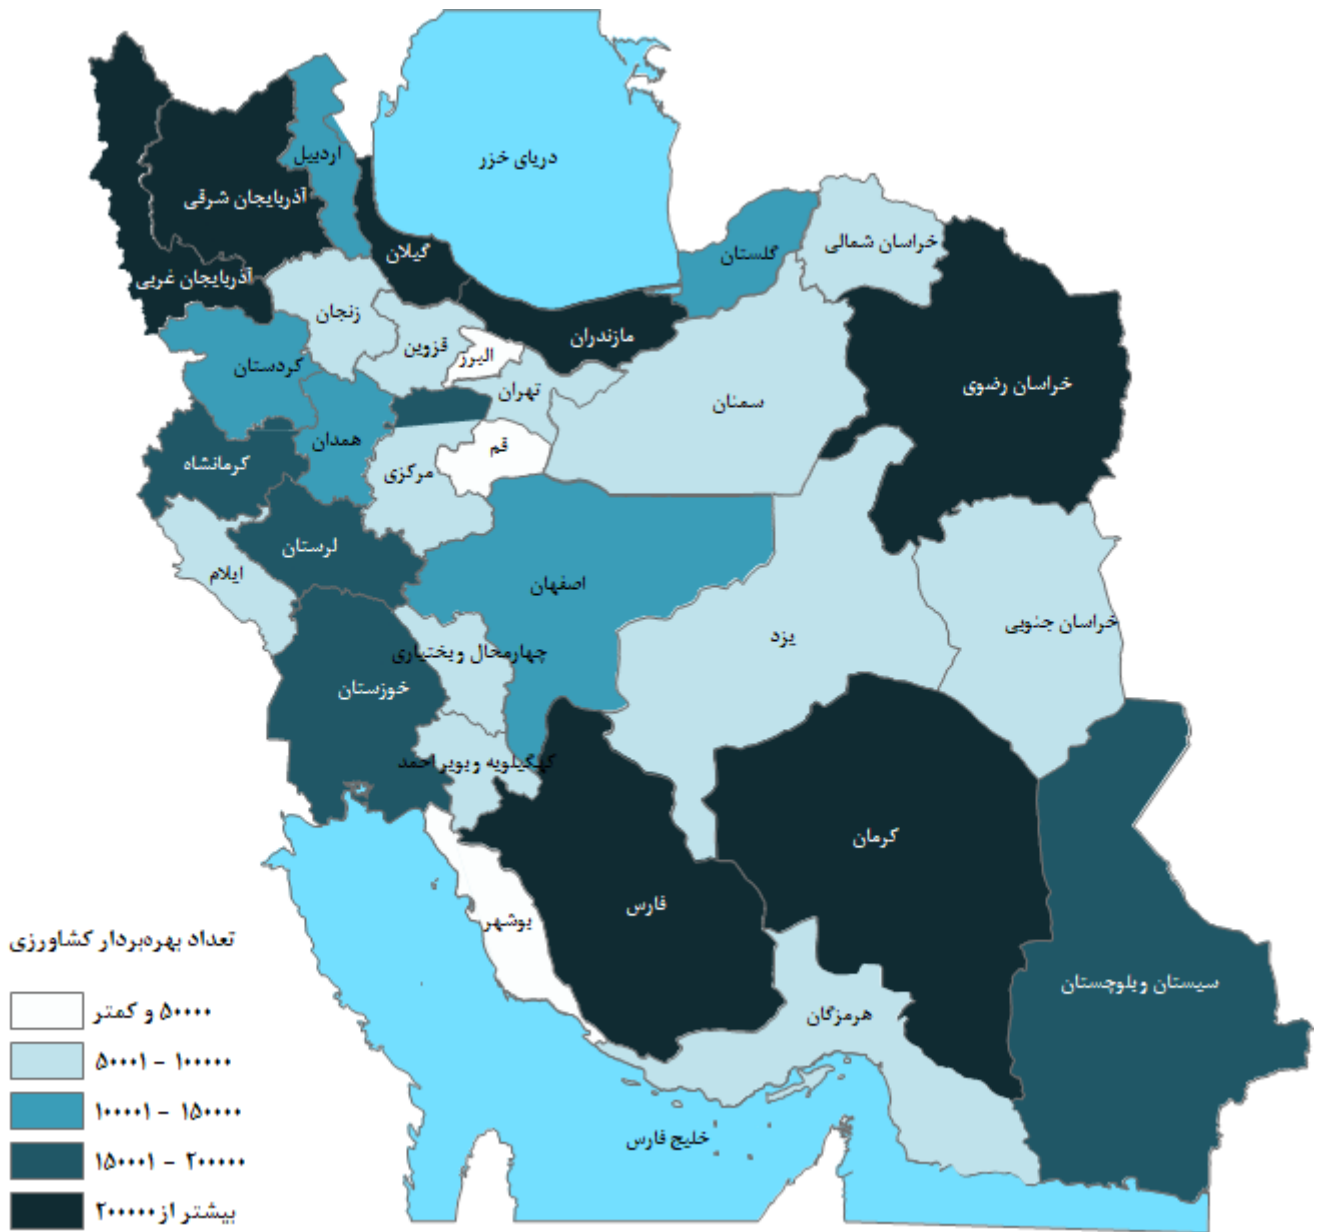 دریای خزر
اردبیل
آذربایجان شرقی
گیلان
خراسان شمالی
گلستان
آذربایجان غربی
زنجان
مازندران
قزوین
البرز
کردستان
تهران
خراسان رضوی
سمنان
همدان
قم
کرمانشاه
مرکزی
لرستان
ایلام
اصفهان
خراسان جنوبی
یزد
چهارمحال وبختیاری
خوزستان
کهگیلویه وبویر احمد
کرمان
فارس
بوشهر
سیستان وبلوچستان
هرمزگان
خلیج فارس
تعداد بهره‌بردار کشاورزی
۵۰۰۰۰ و کمتر
۵۰۰۰۱ - ۱۰۰۰۰۰
۱۰۰۰۰۱ - ۱۵۰۰۰۰
۱۵۰۰۰۱ - ۲۰۰۰۰۰
بیشتر از ۲۰۰۰۰۰